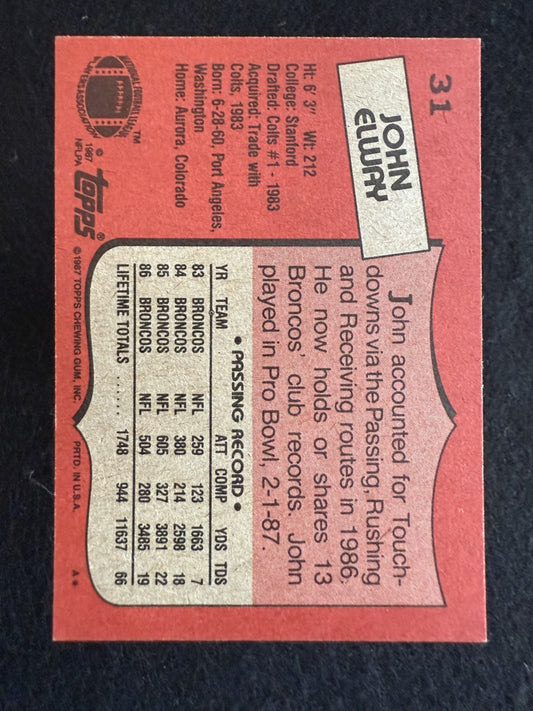 31
JOHN
ELWAY
Ht: 6' 3" Wt: 212
College: Stanford
Drafted: Colts #1 - 1983
Acquired: Trade with
Colts, 1983
Born: 6-28-60, Port Angeles,
Washington
Home: Aurora, Colorado
John accounted for Touch-
downs via the Passing, Rushing
and Receiving routes in 1986.
He now holds or shares 13
Broncos' club records. John
played in Pro Bowl, 2-1-87.
• PASSING RECORD •
YR TEAM ATT COMP YDS TDS
83 BRONCOS NFL 259 123 1663 7
84 BRONCOS NFL 380 214 2598 18
85 BRONCOS NFL 605 327 3891 22
86 BRONCOS NFL 504 280 3485 19
LIFETIME TOTALS ....... 1748 944 11637 66
TM
© 1987
NFLPA
topps®
© 1987 TOPPS CHEWING GUM, INC.
PRTD. IN U.S.A.
A*